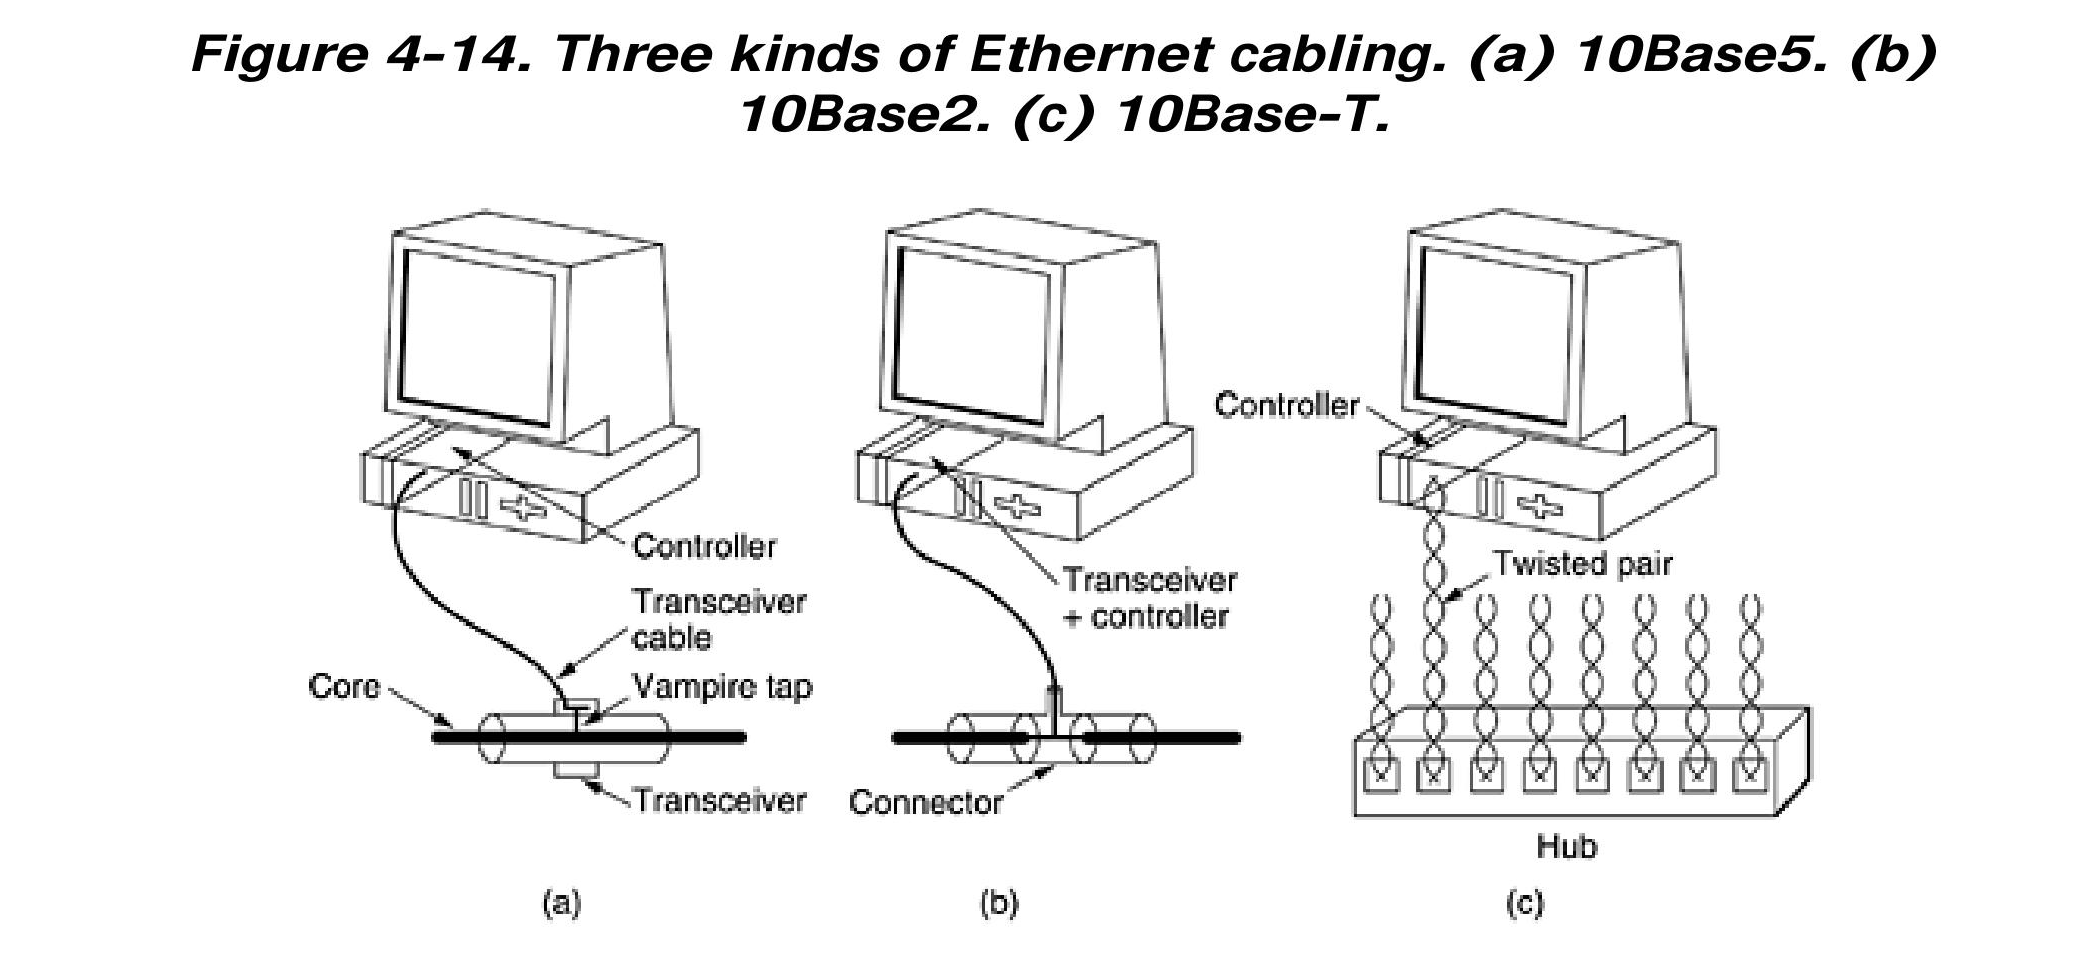 Figure 4-14. Three kinds of Ethernet cabling. (a) 10Base5. (b)
10Base2. (c) 10Base-T.
Controller
Transceiver
cable
Core
Vampire tap
Transceiver
(a)
Transceiver
+ controller
Connector
(b)
Controller
Twisted pair
Hub
(c)